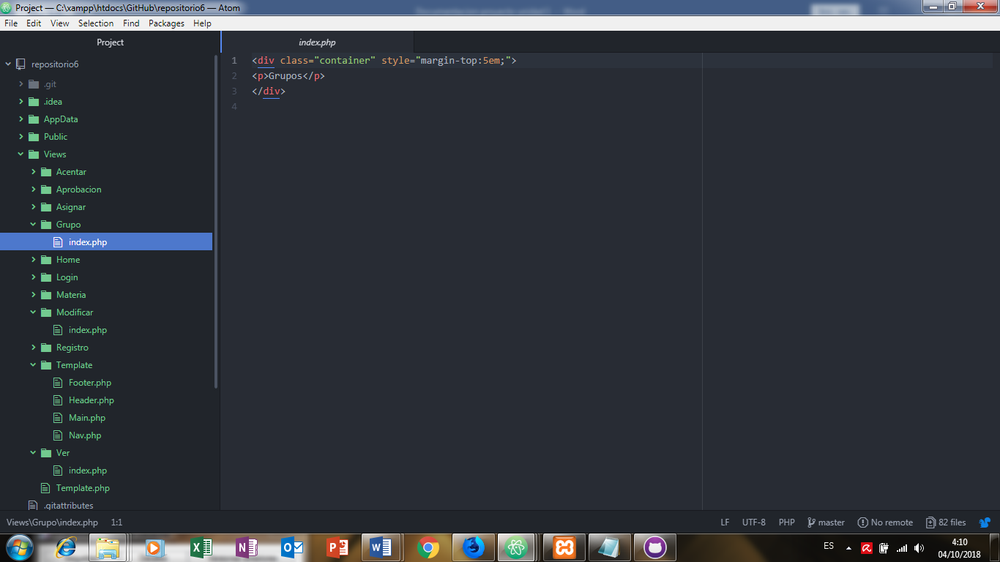 Project — C:\xampp\htdocs\GitHub\repositorio6 — Atom
File Edit View Selection Find Packages Help
Project
repositorio6
.git
.idea
AppData
Public
Views
Acentar
Aprobacion
Asignar
Grupo
index.php
Home
Login
Materia
Modificar
index.php
Registro
Template
Footer.php
Header.php
Main.php
Nav.php
Ver
index.php
Template.php
.gitattributes
index.php
1 <div class="container" style="margin-top:5em;">
2 <p>Grupos</p>
3 </div>
4
Views\Grupo\index.php 1:1 LF UTF-8 PHP master No remote 82 files
ES 4:10
04/10/2018